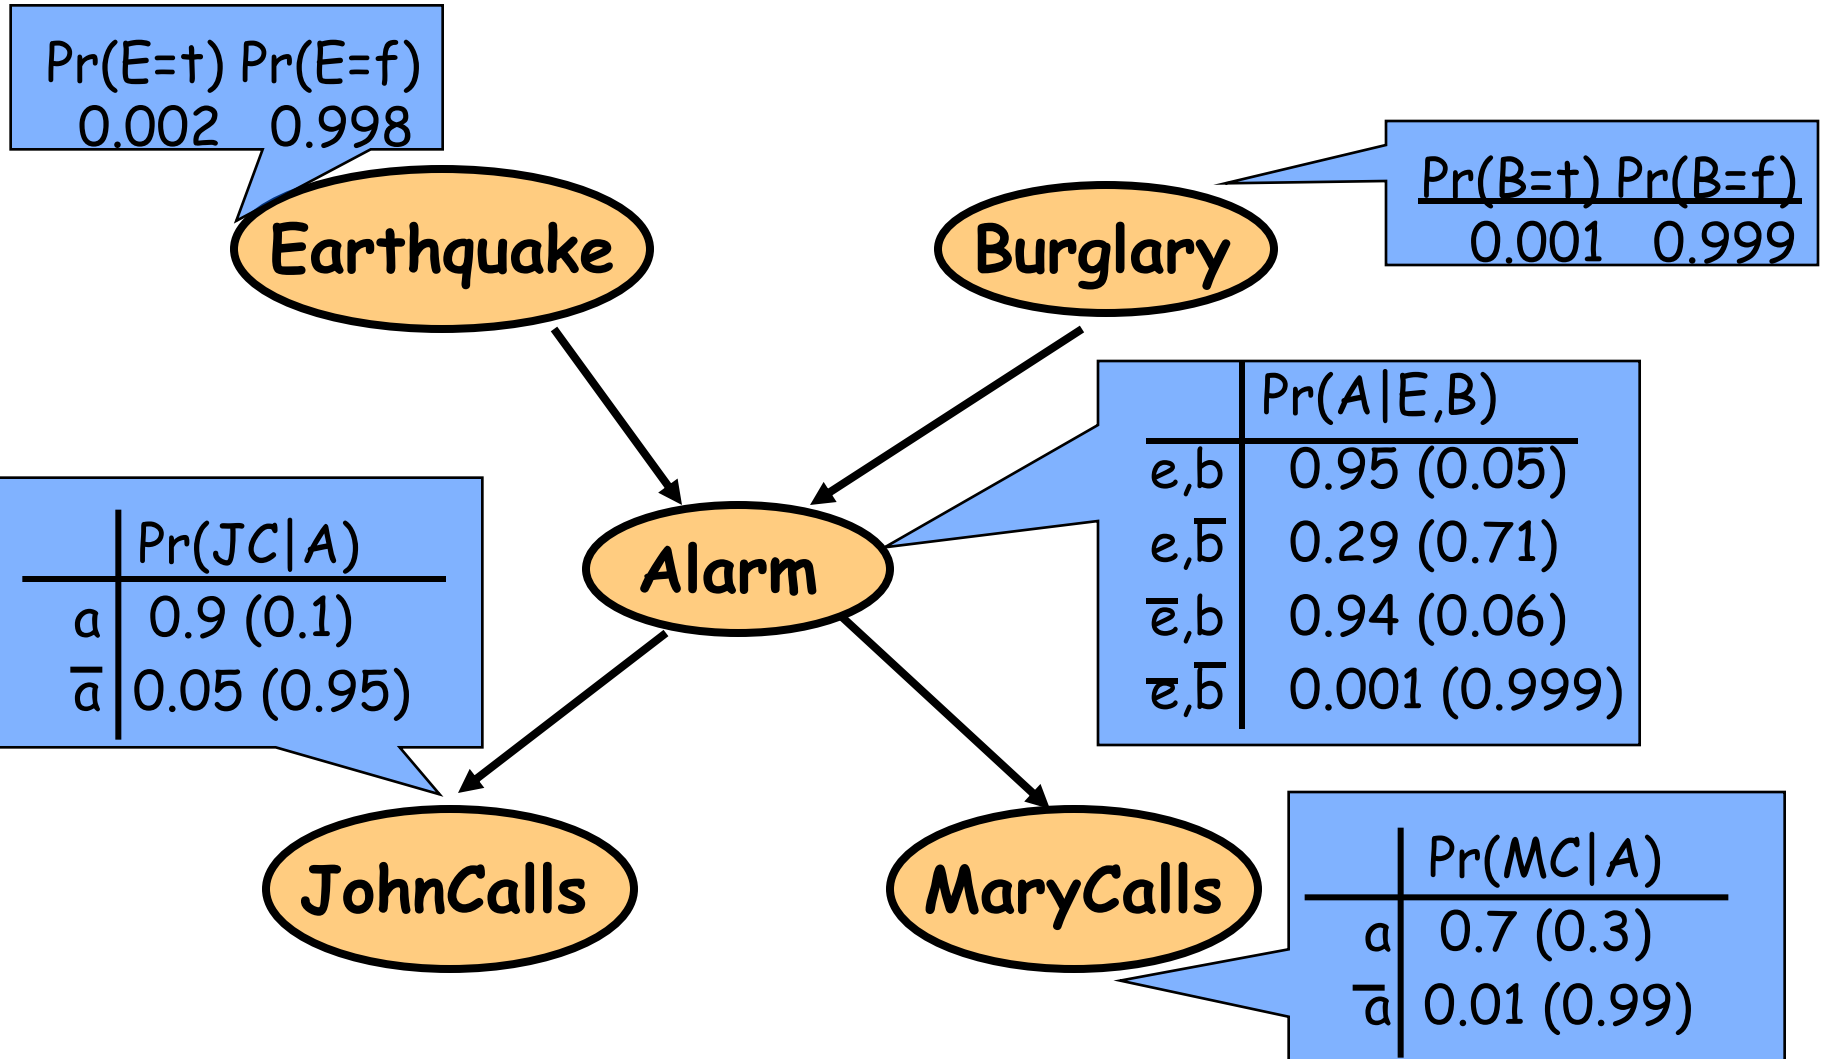 Pr(E=t) Pr(E=f)
0.002 0.998
Pr(B=t) Pr(B=f)
0.001 0.999
Earthquake
Burglary
Pr(A|E,B)
e,b 0.95 (0.05)
e,b̅ 0.29 (0.71)
e̅,b 0.94 (0.06)
e̅,b̅ 0.001 (0.999)
Pr(JC|A)
a 0.9 (0.1)
a̅ 0.05 (0.95)
Alarm
JohnCalls
MaryCalls
Pr(MC|A)
a 0.7 (0.3)
a̅ 0.01 (0.99)